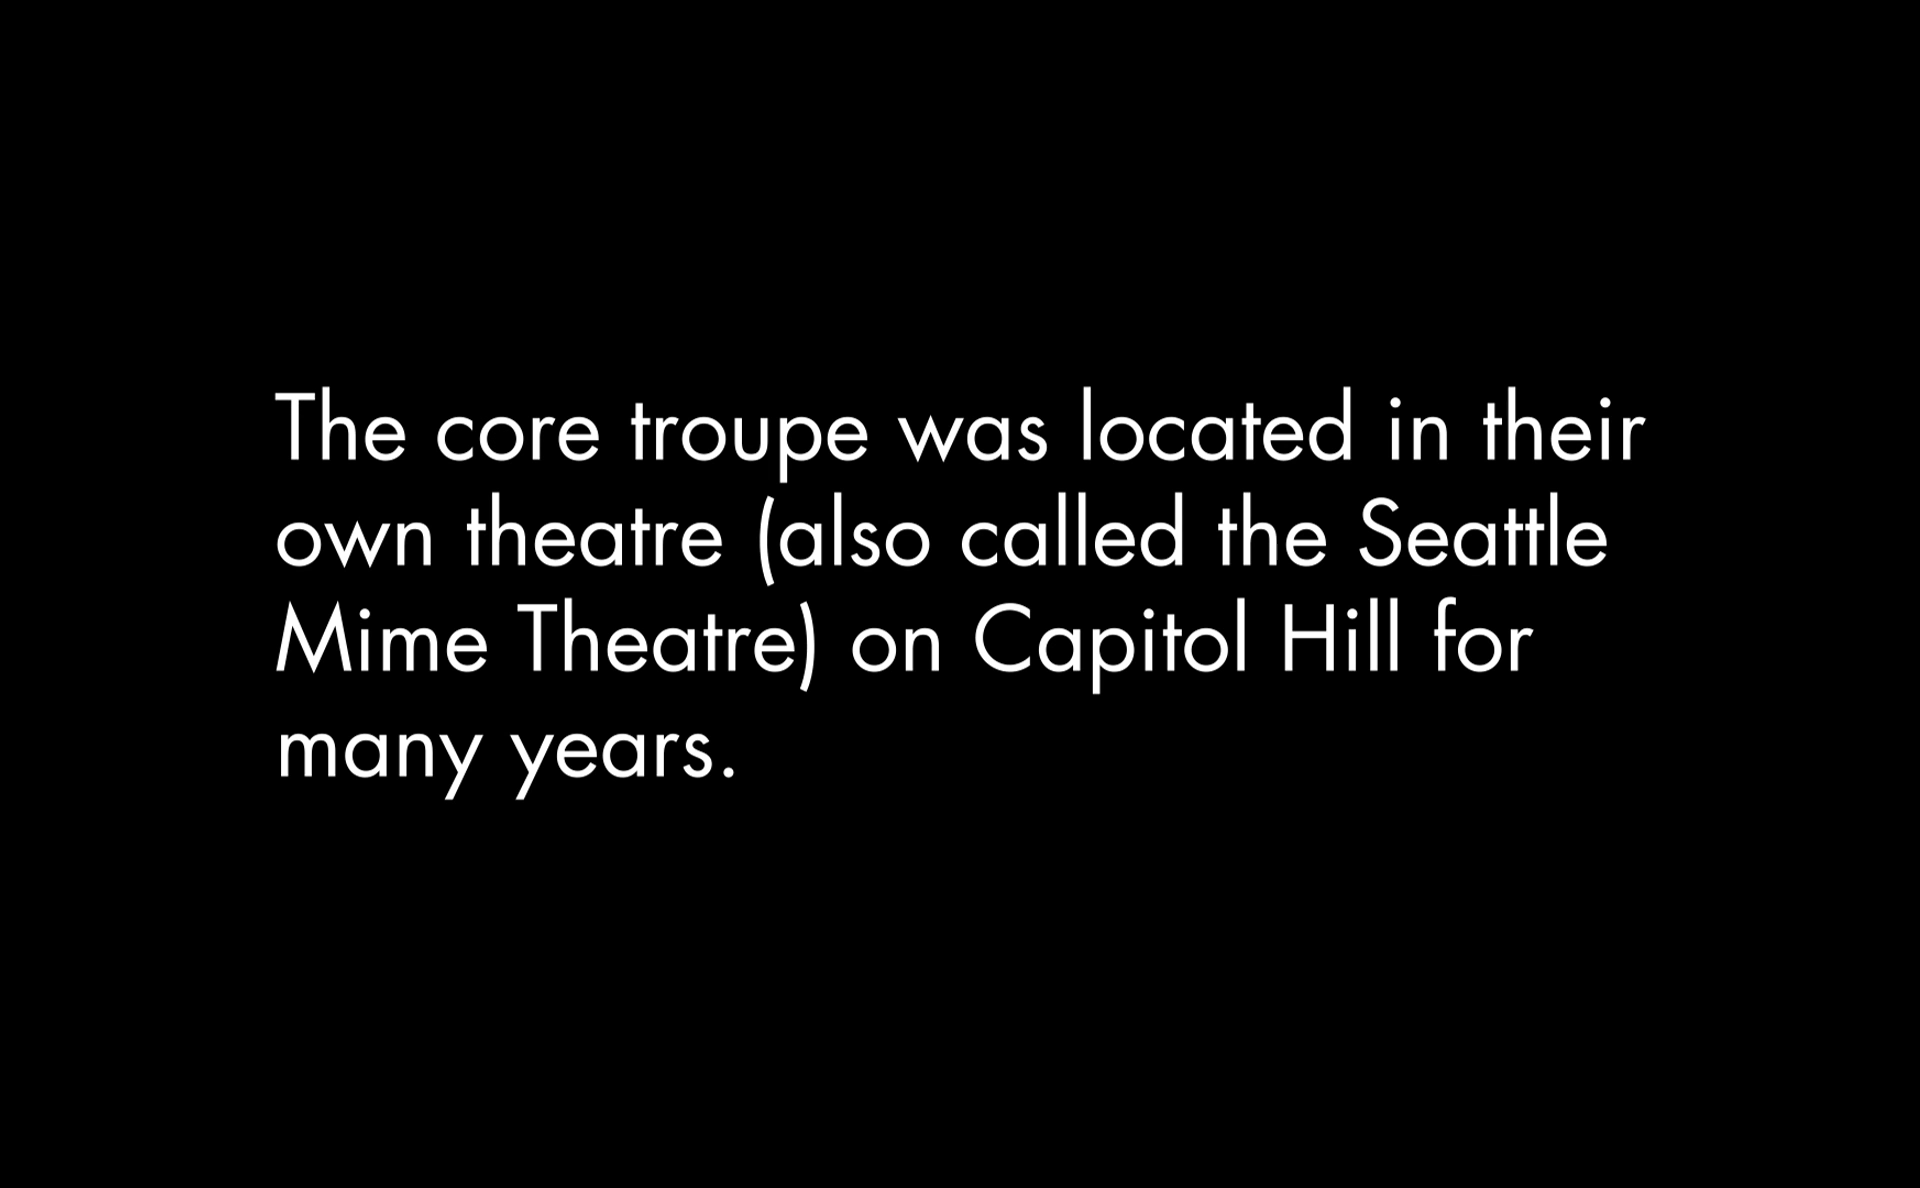 The core troupe was located in their
own theatre (also called the Seattle
Mime Theatre) on Capitol Hill for
many years.